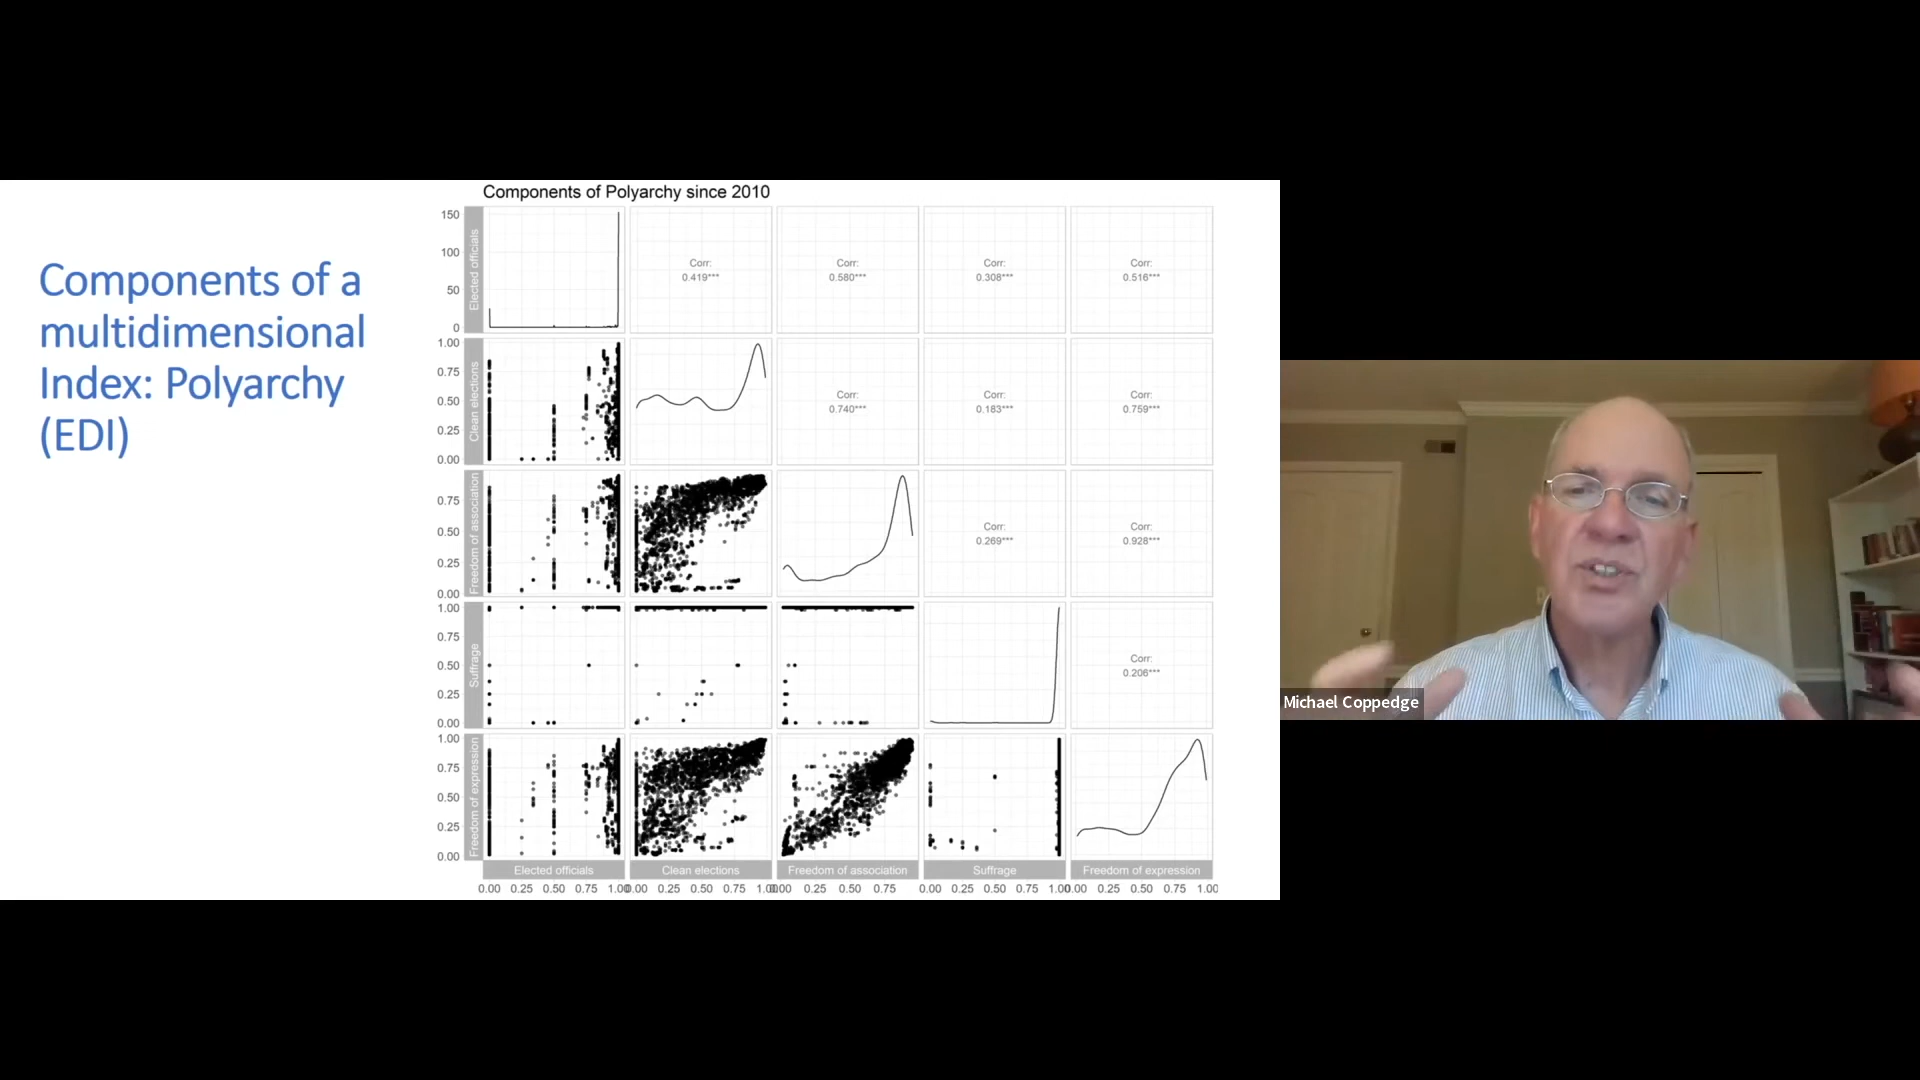 Components of a
multidimensional
Index: Polyarchy
(EDI)
Components of Polyarchy since 2010
Elected officials
150
100
50
0
Corr:
0.419***
Corr:
0.580***
Corr:
0.308***
Corr:
0.516***
Clean elections
1.00
0.75
0.50
0.25
0.00
Corr:
0.740***
Corr:
0.183***
Corr:
0.759***
Freedom of association
0.75
0.50
0.25
0.00
Corr:
0.269***
Corr:
0.928***
Suffrage
1.00
0.75
0.50
0.25
0.00
Corr:
0.206***
Freedom of expression
1.00
0.75
0.50
0.25
0.00
Elected officials
Clean elections
Freedom of association
Suffrage
Freedom of expression
0.00 0.25 0.50 0.75 1.00
0.00 0.25 0.50 0.75 1.00
0.00 0.25 0.50 0.75
0.00 0.25 0.50 0.75 1.00
0.00 0.25 0.50 0.75 1.00
Michael Coppedge